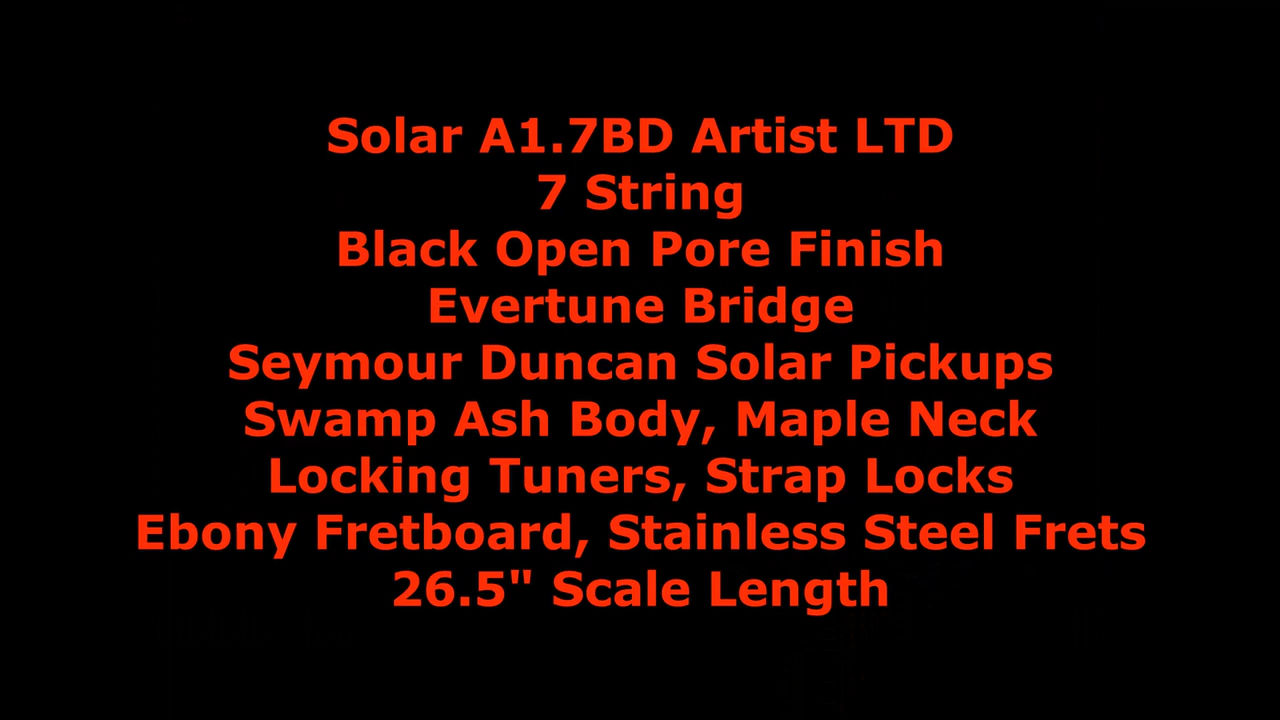 Solar A1.7BD Artist LTD
7 String
Black Open Pore Finish
Evertune Bridge
Seymour Duncan Solar Pickups
Swamp Ash Body, Maple Neck
Locking Tuners, Strap Locks
Ebony Fretboard, Stainless Steel Frets
26.5" Scale Length